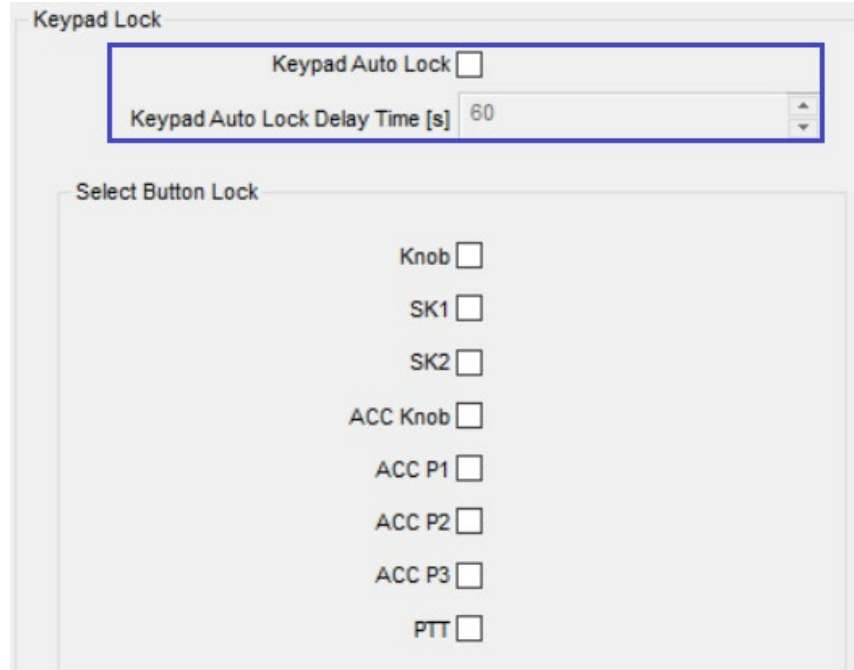 Keypad Lock
Keypad Auto Lock
Keypad Auto Lock Delay Time [s] 60
Select Button Lock
Knob
SK1
SK2
ACC Knob
ACC P1
ACC P2
ACC P3
PTT